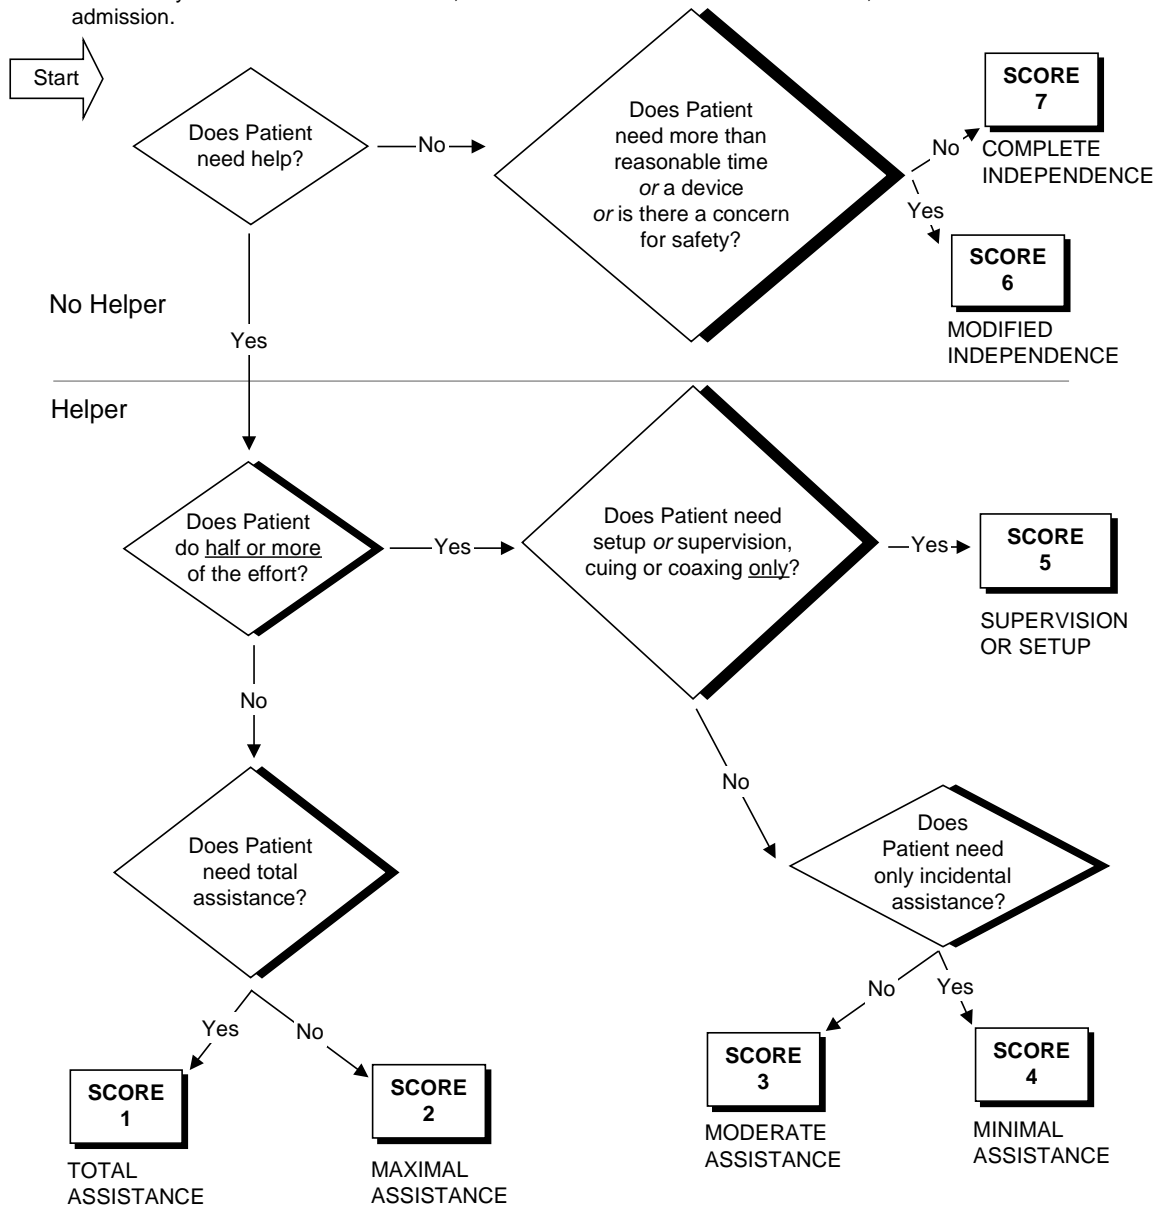 admission.
Start
Does Patient
need help?
No
Does Patient
need more than
reasonable time
or a device
or is there a concern
for safety?
No
SCORE
7
COMPLETE
INDEPENDENCE
Yes
SCORE
6
MODIFIED
INDEPENDENCE
No Helper
Yes
Helper
Does Patient
do half or more
of the effort?
Yes
Does Patient need
setup or supervision,
cuing or coaxing only?
Yes
SCORE
5
SUPERVISION
OR SETUP
No
No
Does Patient
need total
assistance?
Does
Patient need
only incidental
assistance?
Yes
No
No
Yes
SCORE
1
TOTAL
ASSISTANCE
SCORE
2
MAXIMAL
ASSISTANCE
SCORE
3
MODERATE
ASSISTANCE
SCORE
4
MINIMAL
ASSISTANCE